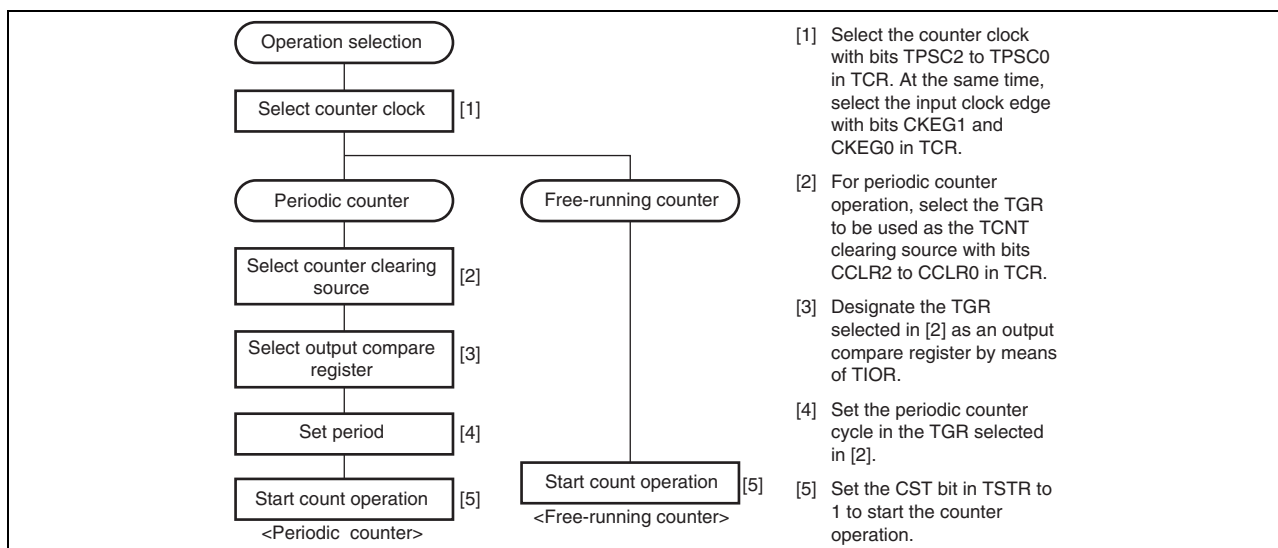 Operation selection
Select counter clock [1]
Periodic counter
Free-running counter
Select counter clearing
source
[2]
Select output compare
register
[3]
Set period [4]
Start count operation [5]
<Periodic counter>
Start count operation [5]
<Free-running counter>
[1] Select the counter clock
with bits TPSC2 to TPSC0
in TCR. At the same time,
select the input clock edge
with bits CKEG1 and
CKEG0 in TCR.
[2] For periodic counter
operation, select the TGR
to be used as the TCNT
clearing source with bits
CCLR2 to CCLR0 in TCR.
[3] Designate the TGR
selected in [2] as an output
compare register by means
of TIOR.
[4] Set the periodic counter
cycle in the TGR selected
in [2].
[5] Set the CST bit in TSTR to
1 to start the counter
operation.